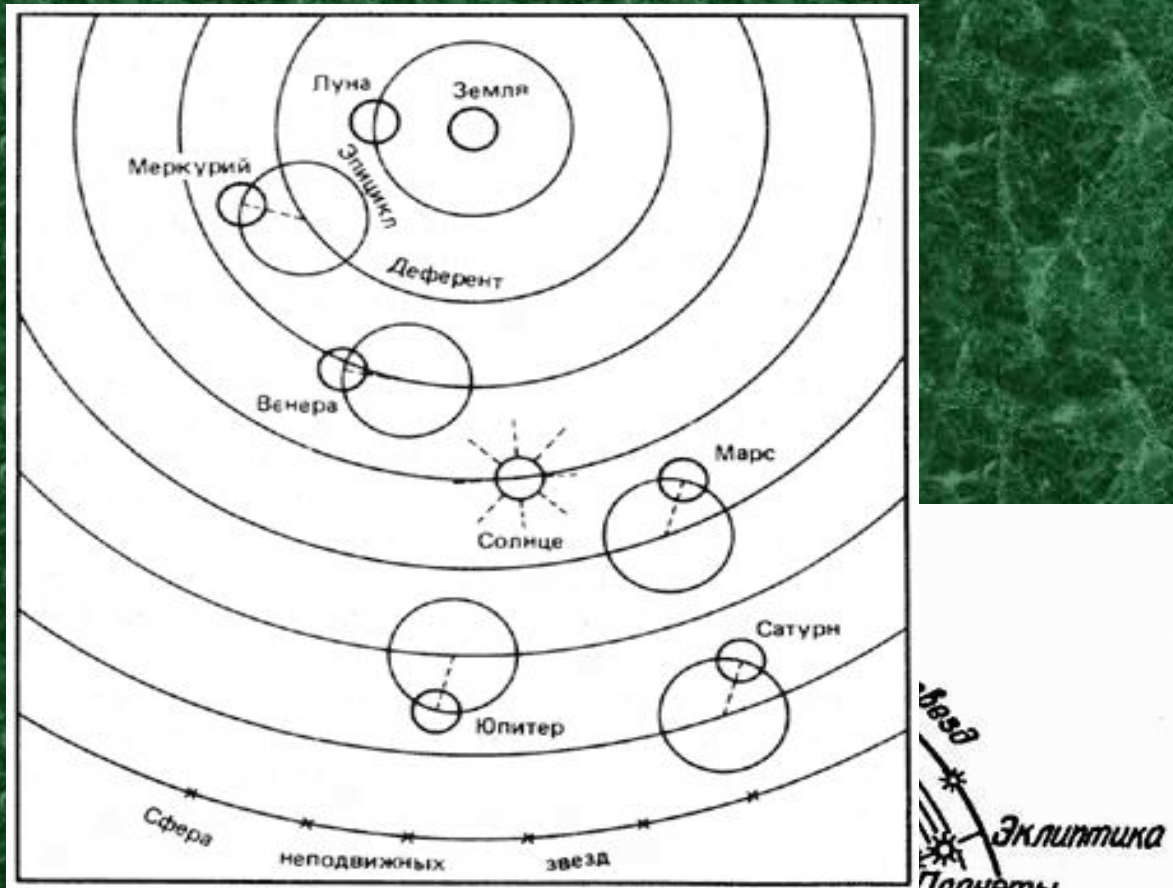 Луна
Земля
Меркурий
Эпицикл
Деферент
Венера
Марс
Солнце
Сатурн
Юпитер
Сфера неподвижных звезд
Эклиптика